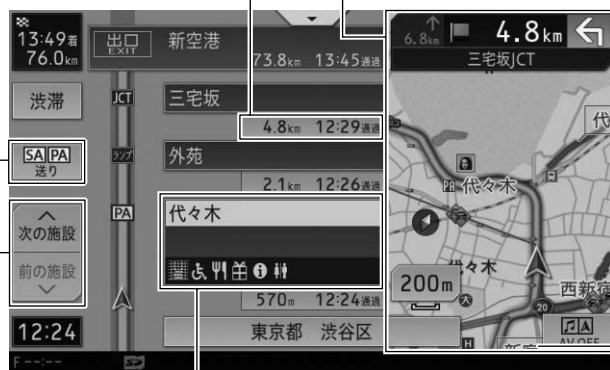 13:49着
76.0km
渋滞
SA PA
送り
次の施設
前の施設
12:24
F --:--
出口
EXIT
新空港
73.8km 13:45通過
JCT
三宅坂
4.8km 12:29通過
ランプ
外苑
2.1km 12:26通過
PA
代々木
570m 12:24通過
東京都 渋谷区
6.8km
4.8km
三宅坂JCT
代
PA 代々木
代々木
200m
西新宿
20
新宿
AV OFF
H